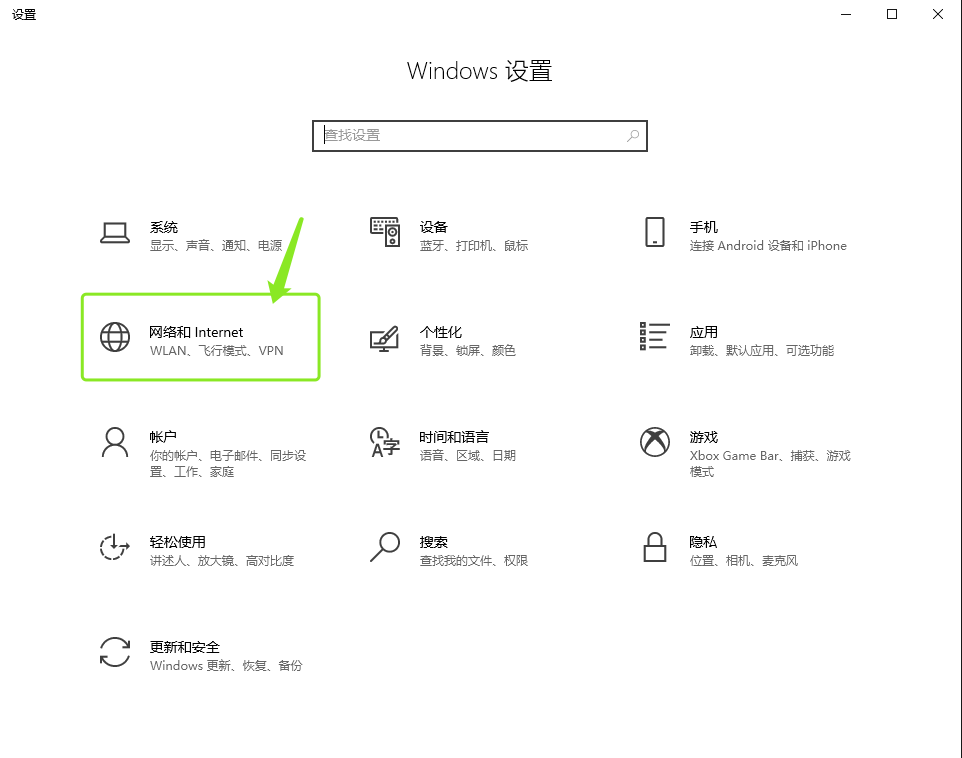 设置
Windows 设置
查找设置
系统
显示、声音、通知、电源
设备
蓝牙、打印机、鼠标
手机
连接 Android 设备和 iPhone
网络和 Internet
WLAN、飞行模式、VPN
个性化
背景、锁屏、颜色
应用
卸载、默认应用、可选功能
帐户
你的帐户、电子邮件、同步设
置、工作、家庭
时间和语言
语音、区域、日期
游戏
Xbox Game Bar、捕获、游戏
模式
轻松使用
讲述人、放大镜、高对比度
搜索
查找我的文件、权限
隐私
位置、相机、麦克风
更新和安全
Windows 更新、恢复、备份